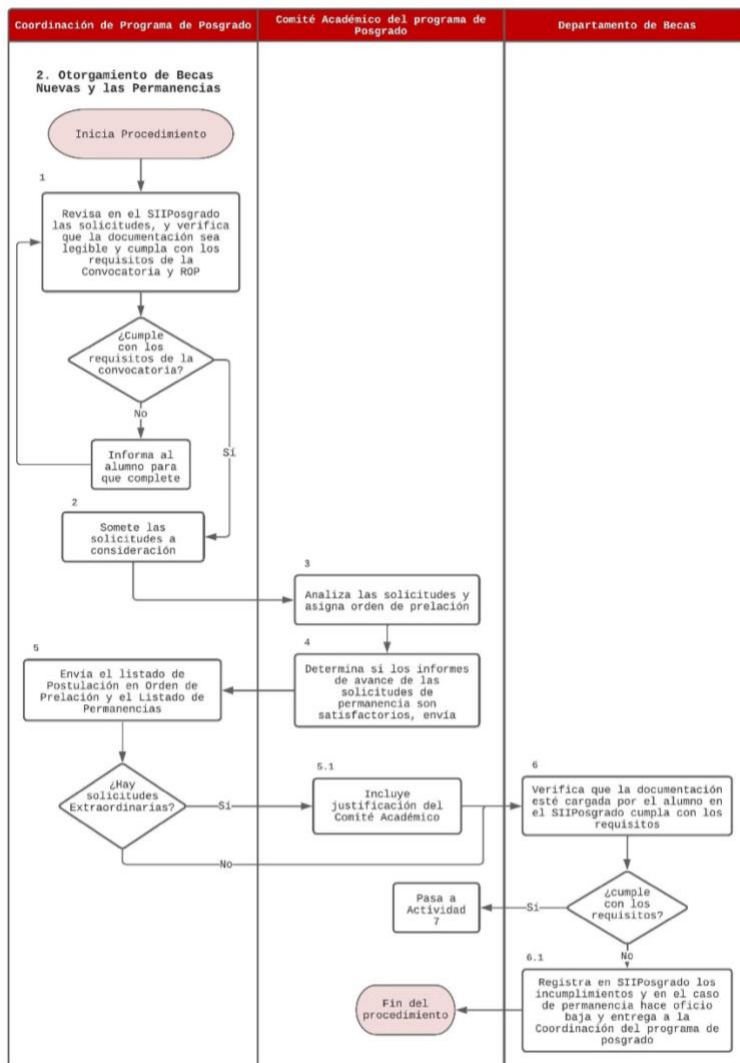 Coordinación de Programa de Posgrado
Comité Académico del programa de
Posgrado
Departamento de Becas
2. Otorgamiento de Becas
Nuevas y las Permanencias
Inicia Procedimiento
1
Revisa en el SIIPosgrado
las solicitudes, y verifica
que la documentación sea
legible y cumpla con los
requisitos de la
Convocatoria y ROP
¿Cumple
con los
requisitos de la
convocatoria?
No
Sí
Informa al
alumno para
que complete
2
Somete las
solicitudes a
consideración
3
Analiza las solicitudes y
asigna orden de prelación
4
Determina si los informes
de avance de las
solicitudes de
permanencia son
satisfactorios, envía
5
Envía el listado de
Postulación en Orden de
Prelación y el Listado de
Permanencias
¿Hay
solicitudes
Extraordinarias?
Sí
No
5.1
Incluye
justificación del
Comité Académico
6
Verifica que la documentación
esté cargada por el alumno en
el SIIPosgrado cumpla con los
requisitos
¿cumple
con los
requisitos?
Sí
Pasa a
Actividad
7
No
6.1
Registra en SIIPosgrado los
incumplimientos y en el caso
de permanencia hace oficio
baja y entrega a la
Coordinación del programa de
posgrado
Fin del
procedimiento